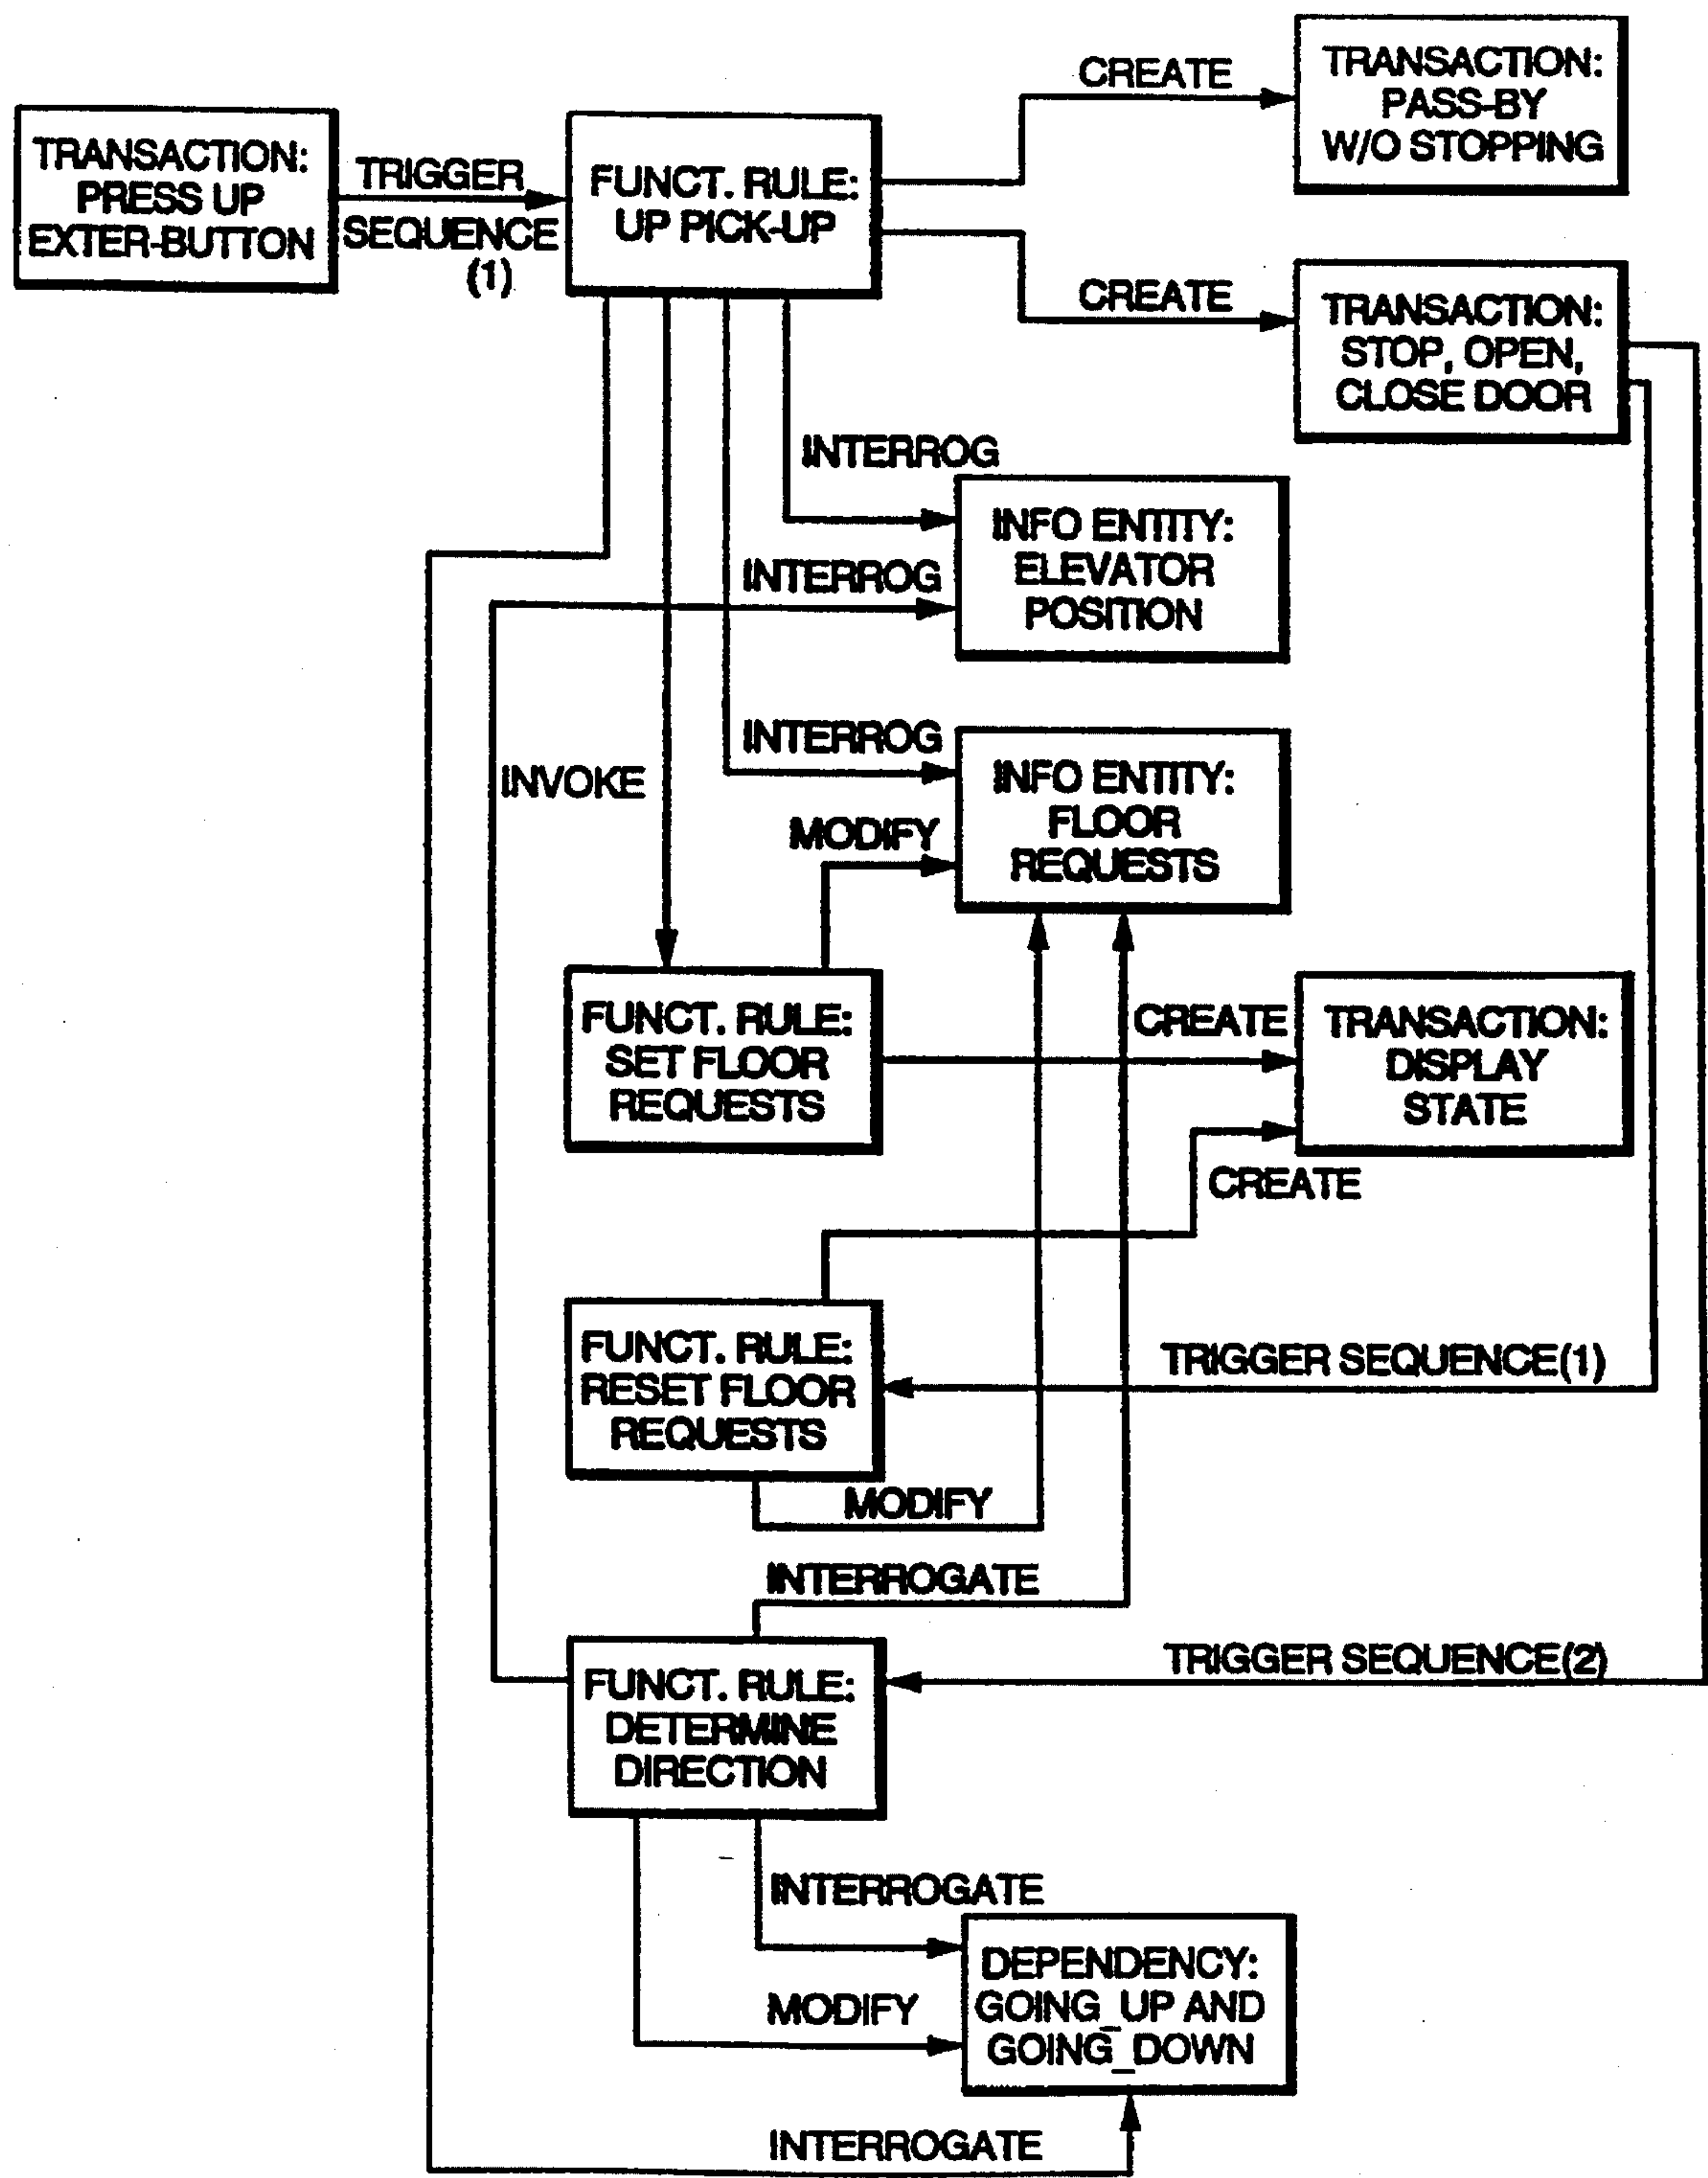 CREATE
TRANSACTION:
PASS-BY
W/O STOPPING
TRANSACTION:
PRESS UP
EXTER-BUTTON
TRIGGER
SEQUENCE
(1)
FUNCT. RULE:
UP PICK-UP
CREATE
TRANSACTION:
STOP, OPEN,
CLOSE DOOR
INTERROG
INFO ENTITY:
ELEVATOR
POSITION
INTERROG
INTERROG
INFO ENTITY:
FLOOR
REQUESTS
INVOKE
MODIFY
FUNCT. RULE:
SET FLOOR
REQUESTS
CREATE
TRANSACTION:
DISPLAY
STATE
CREATE
FUNCT. RULE:
RESET FLOOR
REQUESTS
TRIGGER SEQUENCE(1)
MODIFY
INTERROGATE
FUNCT. RULE:
DETERMINE
DIRECTION
TRIGGER SEQUENCE(2)
INTERROGATE
DEPENDENCY:
GOING_UP AND
GOING_DOWN
MODIFY
INTERROGATE